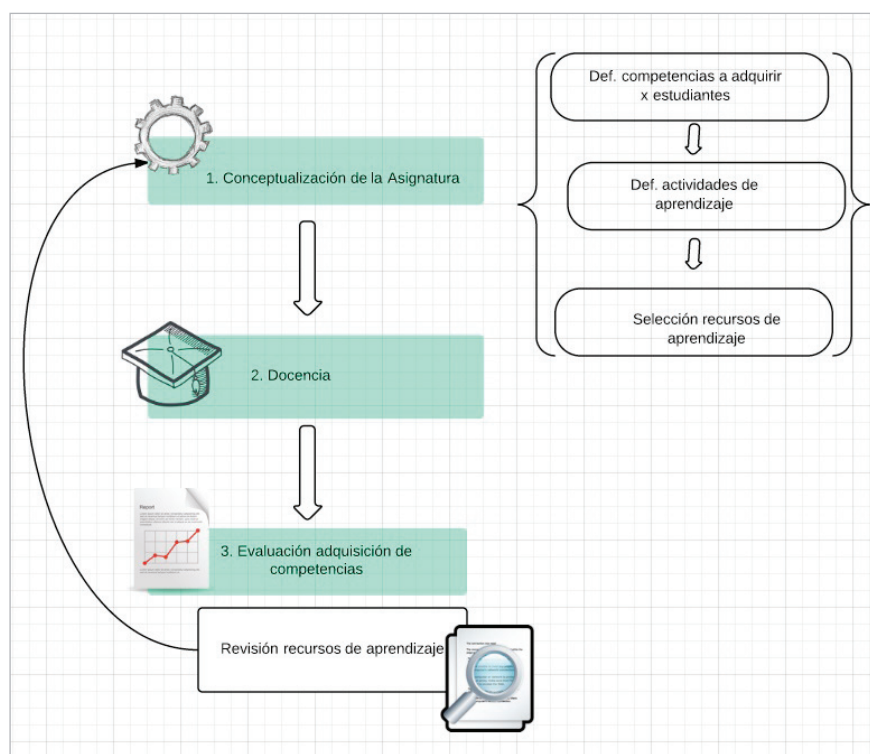 Def. competencias a adquirir
x estudiantes
1. Conceptualización de la Asignatura
Def. actividades de
aprendizaje
Selección recursos de
aprendizaje
2. Docencia
Report
3. Evaluación adquisición de
competencias
Revisión recursos de aprendizaje